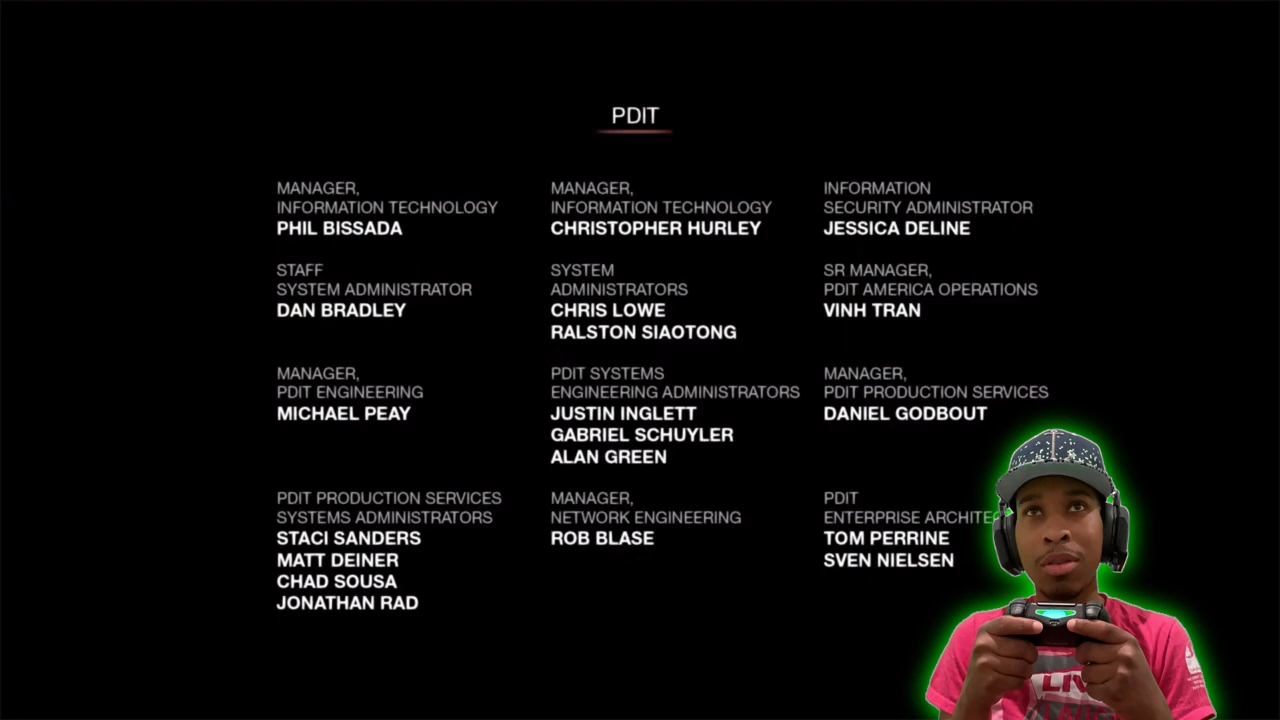 PDIT
MANAGER,
INFORMATION TECHNOLOGY
PHIL BISSADA
MANAGER,
INFORMATION TECHNOLOGY
CHRISTOPHER HURLEY
INFORMATION
SECURITY ADMINISTRATOR
JESSICA DELINE
STAFF
SYSTEM ADMINISTRATOR
DAN BRADLEY
SYSTEM
ADMINISTRATORS
CHRIS LOWE
RALSTON SIAOTONG
SR MANAGER,
PDIT AMERICA OPERATIONS
VINH TRAN
MANAGER,
PDIT ENGINEERING
MICHAEL PEAY
PDIT SYSTEMS
ENGINEERING ADMINISTRATORS
JUSTIN INGLETT
GABRIEL SCHUYLER
ALAN GREEN
MANAGER,
PDIT PRODUCTION SERVICES
DANIEL GODBOUT
PDIT PRODUCTION SERVICES
SYSTEMS ADMINISTRATORS
STACI SANDERS
MATT DEINER
CHAD SOUSA
JONATHAN RAD
MANAGER,
NETWORK ENGINEERING
ROB BLASE
PDIT
ENTERPRISE
TOM PERRINE
SVEN NIELSEN